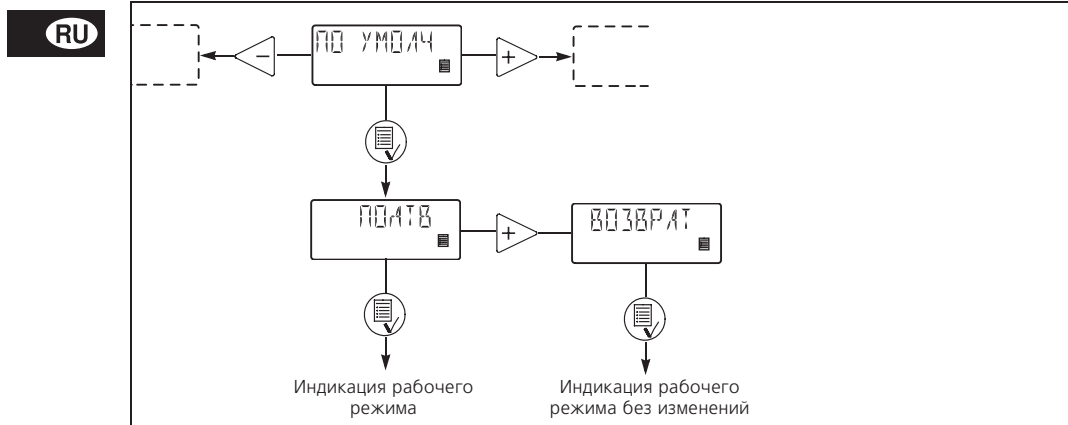 RU
ПО УМОЛЧ
−
+
ПОДТВ
+
ВОЗВРАТ
Индикация рабочего
режима
Индикация рабочего
режима без изменений